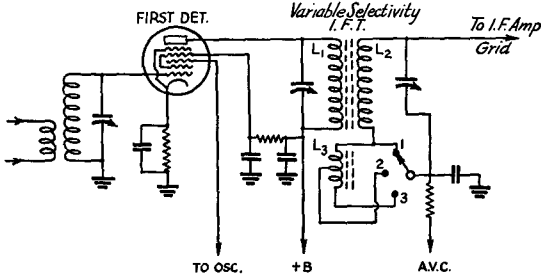 FIRST DET.
Variable Selectivity
I.F.T.
To I.F. Amp
Grid
L1
L2
L3
1
2
3
TO OSC.
+B
A.V.C.